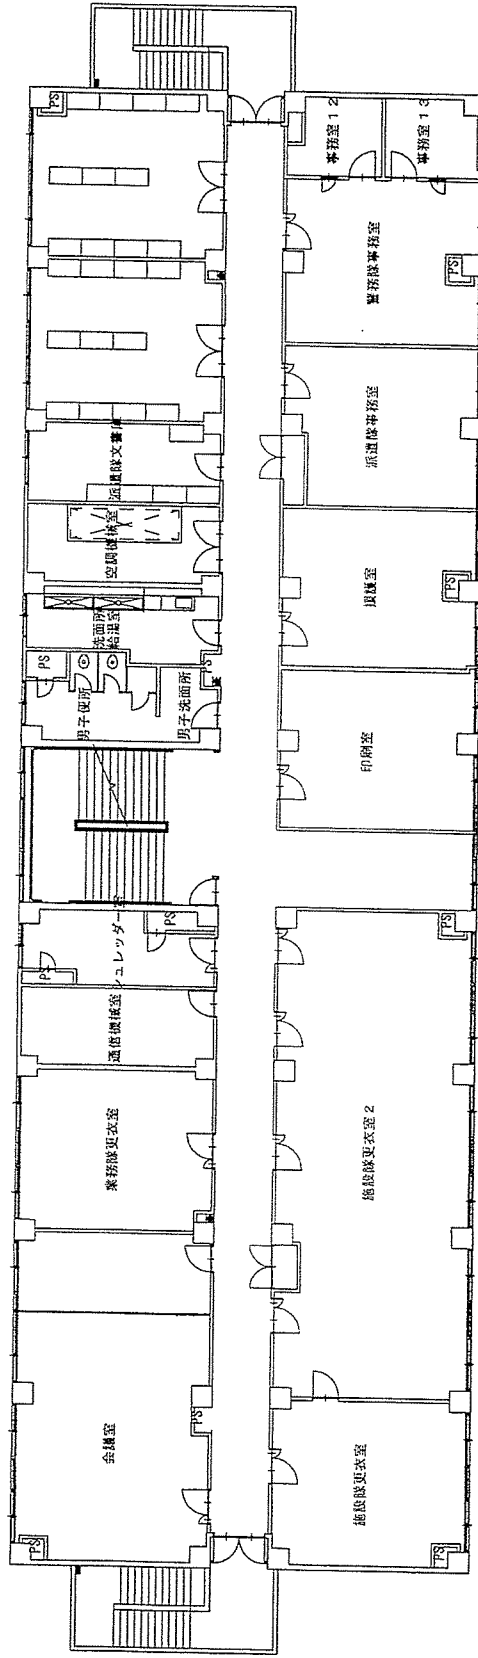 PS
事務室12
事務室13
警務隊事務室
PS
派遣隊文書庫
派遣隊事務室
空調機械室
洗面所
給湯室
援護室
PS
PS
PS
男子便所
男子洗面所
印刷室
シュレッダー室
PS
PS
PS
通信機械室
業務隊更衣室
施設隊更衣室2
会議室
PS
施設隊更衣室
PS
PS